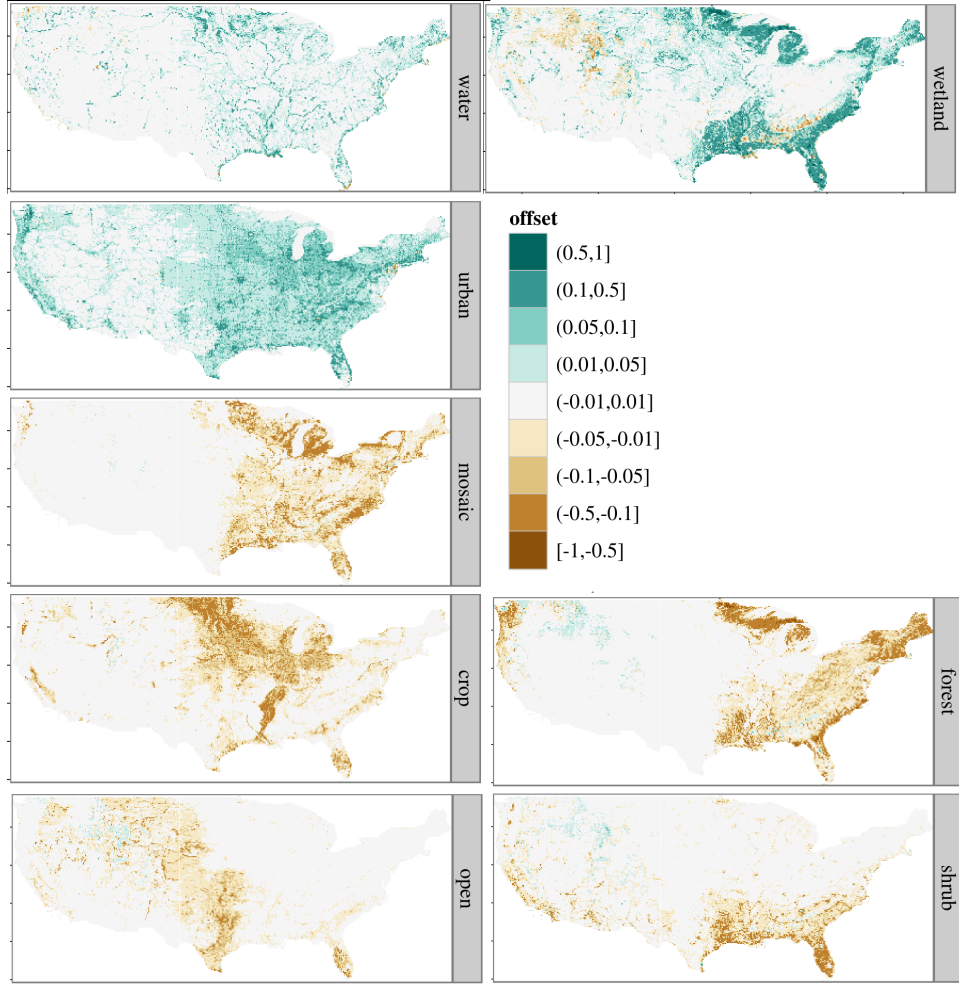 water
wetland
urban
offset
(0.5,1]
(0.1,0.5]
(0.05,0.1]
(0.01,0.05]
(-0.01,0.01]
(-0.05,-0.01]
(-0.1,-0.05]
(-0.5,-0.1]
[-1,-0.5]
mosaic
crop
forest
open
shrub